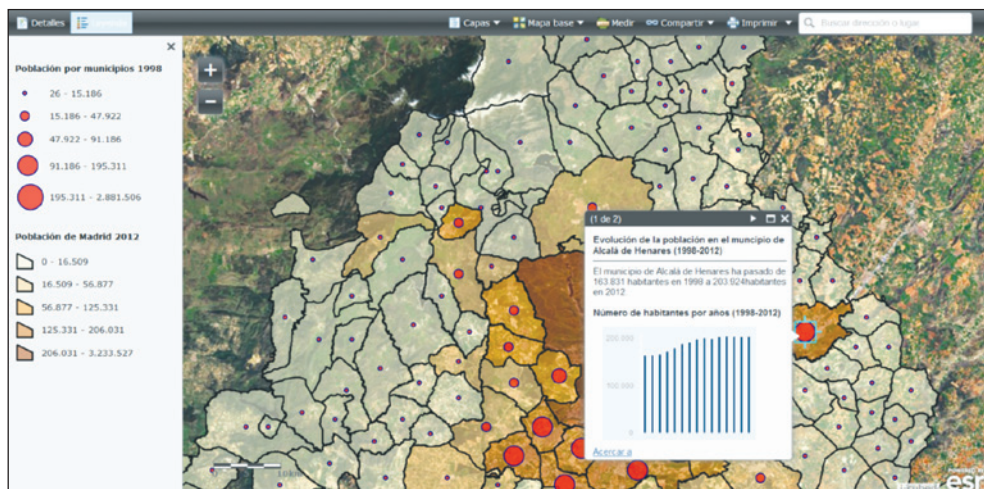 Detalles
Capas Mapa base Medir Compartir Imprimir Buscar dirección o lugar
Población por municipios 1998
26 - 15.186
15.186 - 47.922
47.922 - 91.186
91.186 - 195.311
195.311 - 2.881.506
Población de Madrid 2012
0 - 16.509
16.509 - 56.877
56.877 - 125.331
125.331 - 206.031
206.031 - 3.233.527
(1 de 2)
Evolución de la población en el muncipio de
Alcalá de Henares (1998-2012)
El municipio de Alcalá de Henares ha pasado de
163.831 habitantes en 1998 a 203.924habitantes
en 2012
Número de habitantes por años (1998-2012)
200.000
100.000
0
Acercar a
10km
POWERED BY
esri